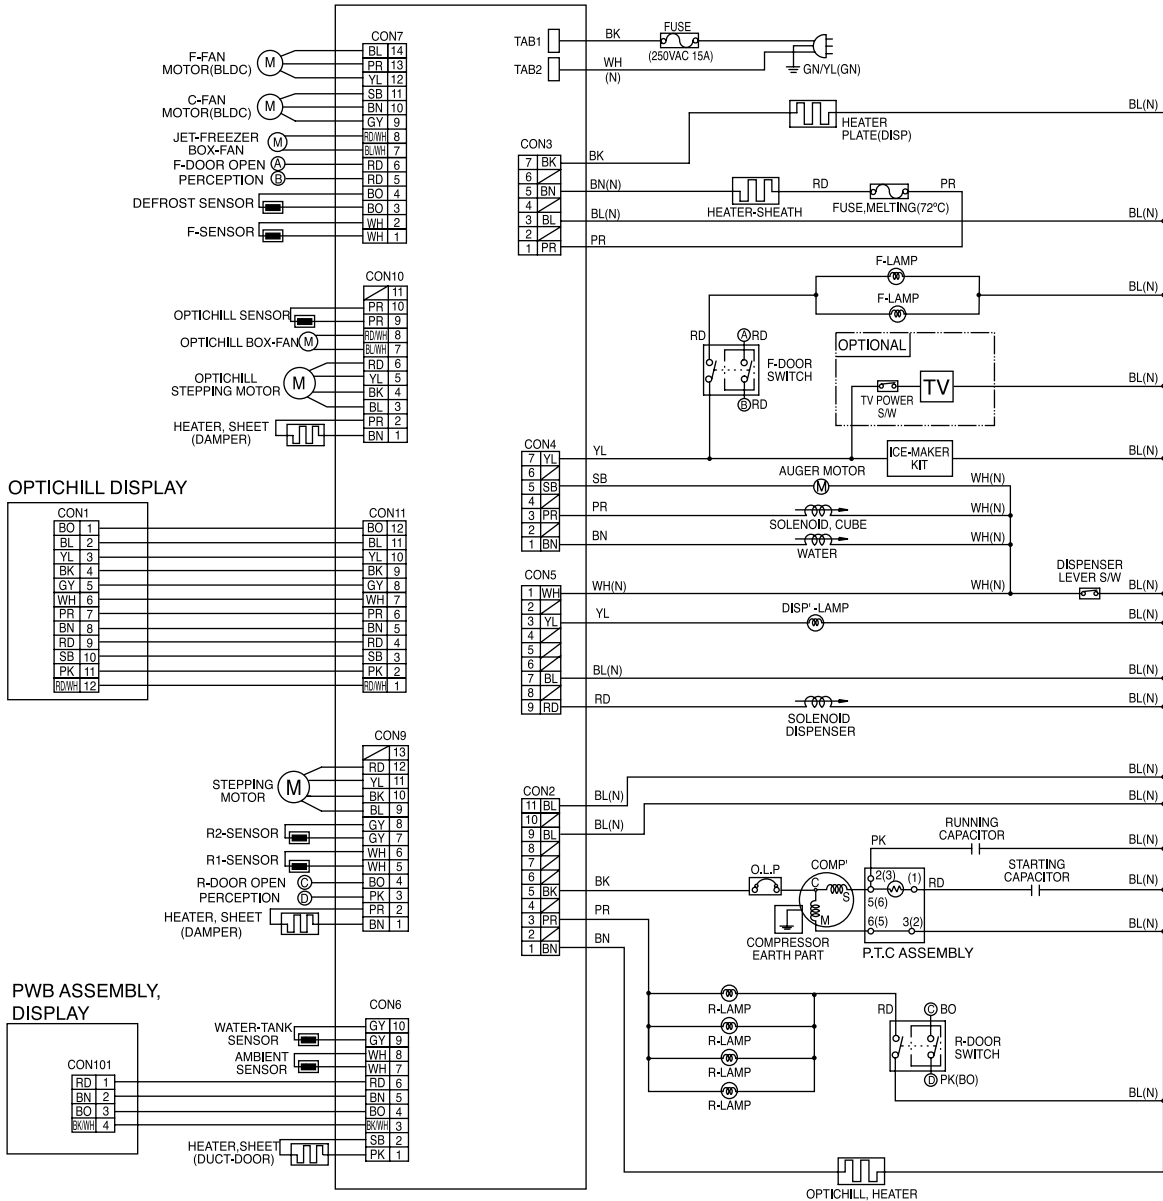 CON7
F-FAN
MOTOR(BLDC)
M
BL 14
PR 13
YL 12
C-FAN
MOTOR(BLDC)
M
SB 11
BN 10
GY 9
JET-FREEZER
BOX-FAN
M
RD/WH 8
BL/WH 7
F-DOOR OPEN A
RD 6
PERCEPTION B
RD 5
DEFROST SENSOR
BO 4
BO 3
F-SENSOR
WH 2
WH 1
CON10
11
OPTICHILL SENSOR
PR 10
PR 9
OPTICHILL BOX-FAN M
RD/WH 8
BL/WH 7
OPTICHILL
STEPPING MOTOR
M
RD 6
YL 5
BK 4
BL 3
HEATER, SHEET
(DAMPER)
PR 2
BN 1
OPTICHILL DISPLAY
CON1
CON11
BO 1 BO 12
BL 2 BL 11
YL 3 YL 10
BK 4 BK 9
GY 5 GY 8
WH 6 WH 7
PR 7 PR 6
BN 8 BN 5
RD 9 RD 4
SB 10 SB 3
PK 11 PK 2
RD/WH 12 RD/WH 1
CON9
13
STEPPING
MOTOR
M
RD 12
YL 11
BK 10
BL 9
R2-SENSOR
GY 8
GY 7
R1-SENSOR
WH 6
WH 5
R-DOOR OPEN C
BO 4
PERCEPTION D
PK 3
HEATER, SHEET
(DAMPER)
PR 2
BN 1
PWB ASSEMBLY,
DISPLAY
CON6
WATER-TANK
SENSOR
GY 10
GY 9
AMBIENT
SENSOR
WH 8
WH 7
CON101
RD 1 RD 6
BN 2 BN 5
BO 3 BO 4
BK/WH 4 BK/WH 3
HEATER,SHEET
(DUCT-DOOR)
SB 2
PK 1
TAB1 BK
FUSE
(250VAC 15A)
TAB2 WH
(N)
GN/YL(GN)
BL(N)
HEATER
PLATE(DISP)
CON3
7 BK BK
6
5 BN BN(N)
HEATER-SHEATH
RD
FUSE,MELTING(72°C)
PR
4
3 BL BL(N) BL(N)
2
1 PR PR
F-LAMP
F-LAMP
BL(N)
RD
A RD
F-DOOR
SWITCH
B RD
OPTIONAL
TV POWER
S/W
TV
BL(N)
CON4
7 YL YL
ICE-MAKER
KIT
BL(N)
6
5 SB SB
AUGER MOTOR
M
WH(N)
4
3 PR PR
SOLENOID, CUBE
WH(N)
2
1 BN BN
WATER
WH(N)
CON5
1 WH WH(N) WH(N)
DISPENSER
LEVER S/W
BL(N)
2
3 YL YL
DISP'-LAMP
BL(N)
4
5
6
7 BL BL(N) BL(N)
8
9 RD RD
SOLENOID
DISPENSER
BL(N)
CON2
11 BL BL(N) BL(N)
10
9 BL BL(N) BL(N)
8
7
6
5 BK BK
4
3 PR PR
2
1 BN BN
O.L.P
COMP'
C
S
M
COMPRESSOR
EARTH PART
PK
RUNNING
CAPACITOR
BL(N)
2(3) (1) RD
5(6)
STARTING
CAPACITOR
BL(N)
6(5) 3(2)
BL(N)
P.T.C ASSEMBLY
R-LAMP
R-LAMP
R-LAMP
R-LAMP
RD
C BO
R-DOOR
SWITCH
D PK(BO)
BL(N)
OPTICHILL, HEATER